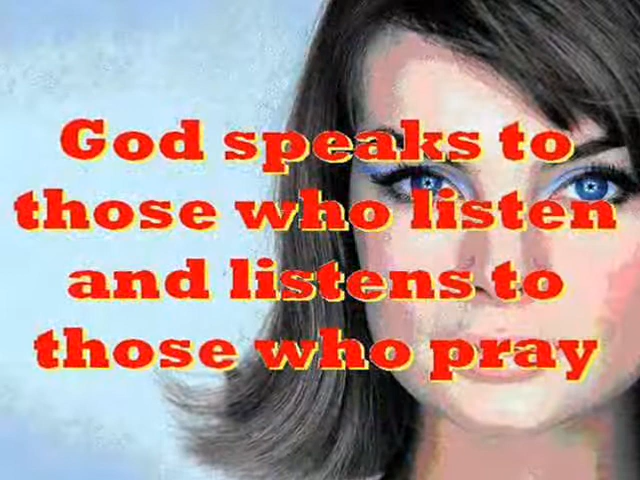 God speaks to
those who listen
and listens to
those who pray